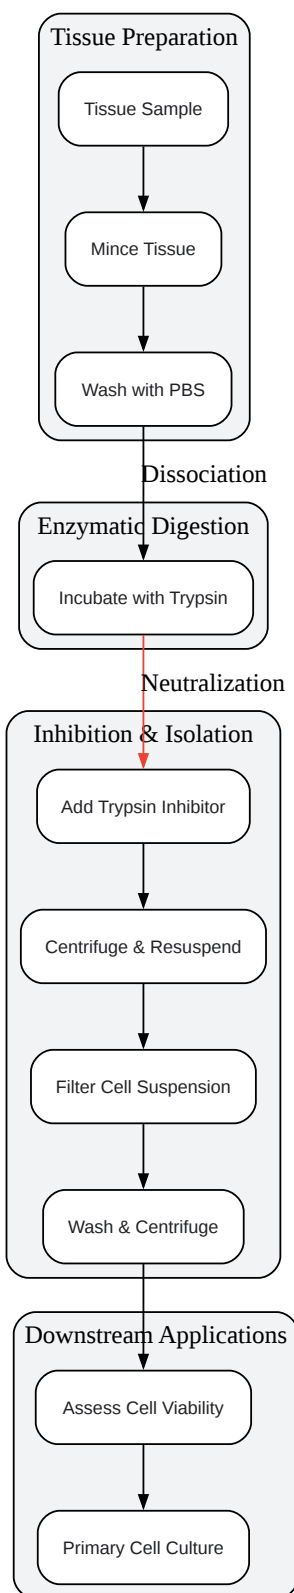 Tissue Preparation
Tissue Sample
Mince Tissue
Wash with PBS
Dissociation
Enzymatic Digestion
Incubate with Trypsin
Neutralization
Inhibition & Isolation
Add Trypsin Inhibitor
Centrifuge & Resuspend
Filter Cell Suspension
Wash & Centrifuge
Downstream Applications
Assess Cell Viability
Primary Cell Culture